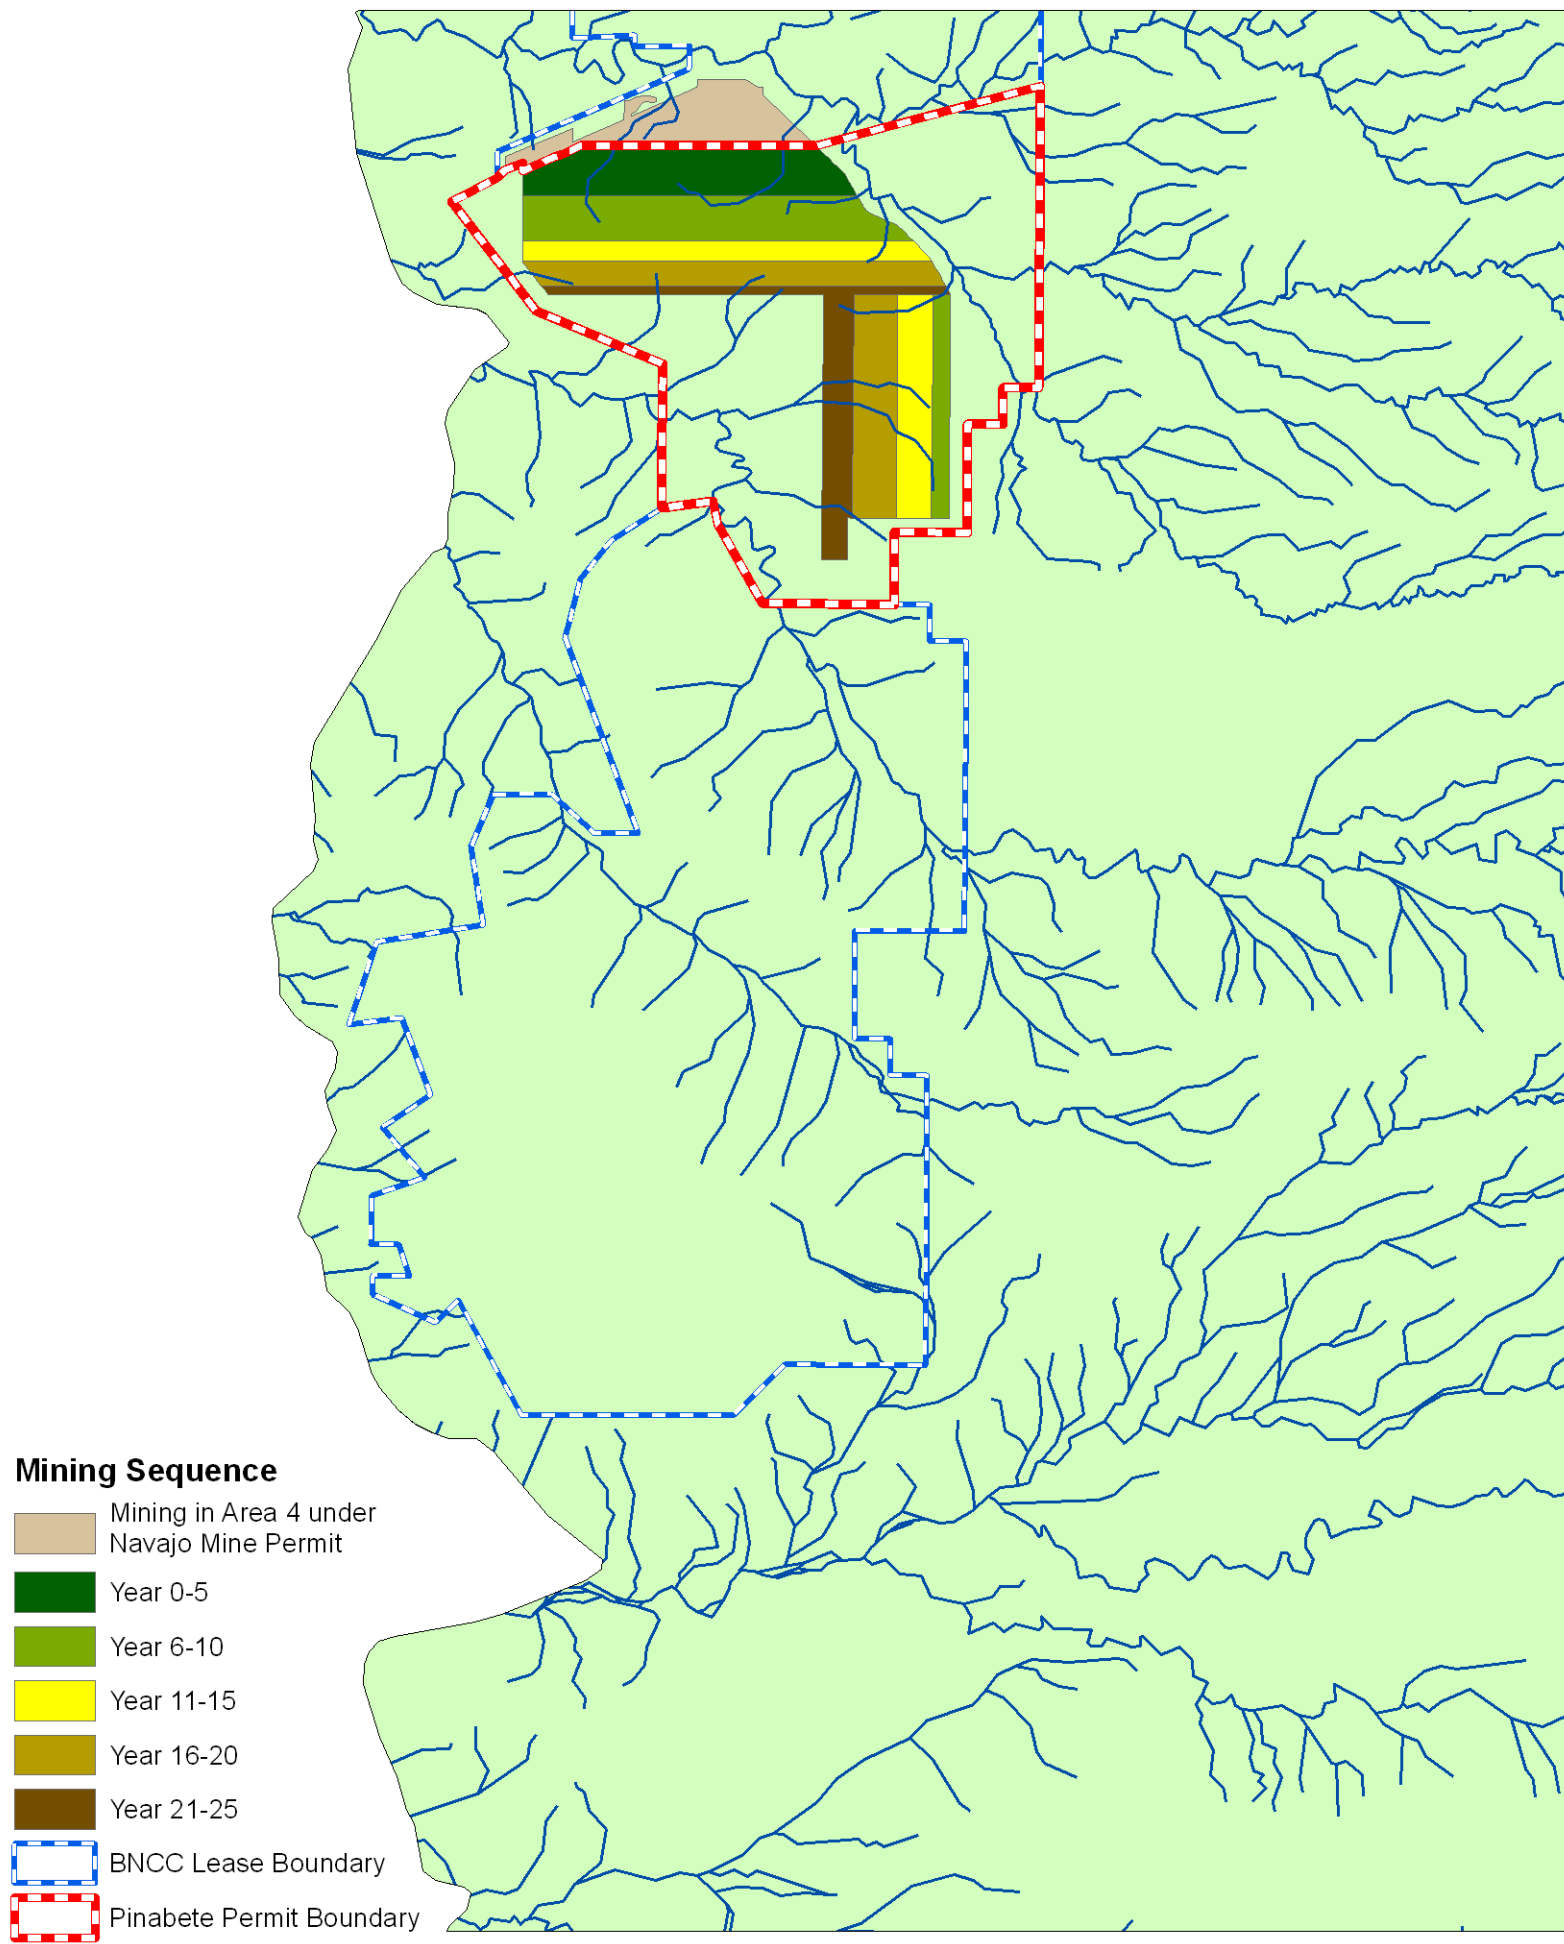 Mining Sequence
Mining in Area 4 under
Navajo Mine Permit
Year 0-5
Year 6-10
Year 11-15
Year 16-20
Year 21-25
BNCC Lease Boundary
Pinabete Permit Boundary